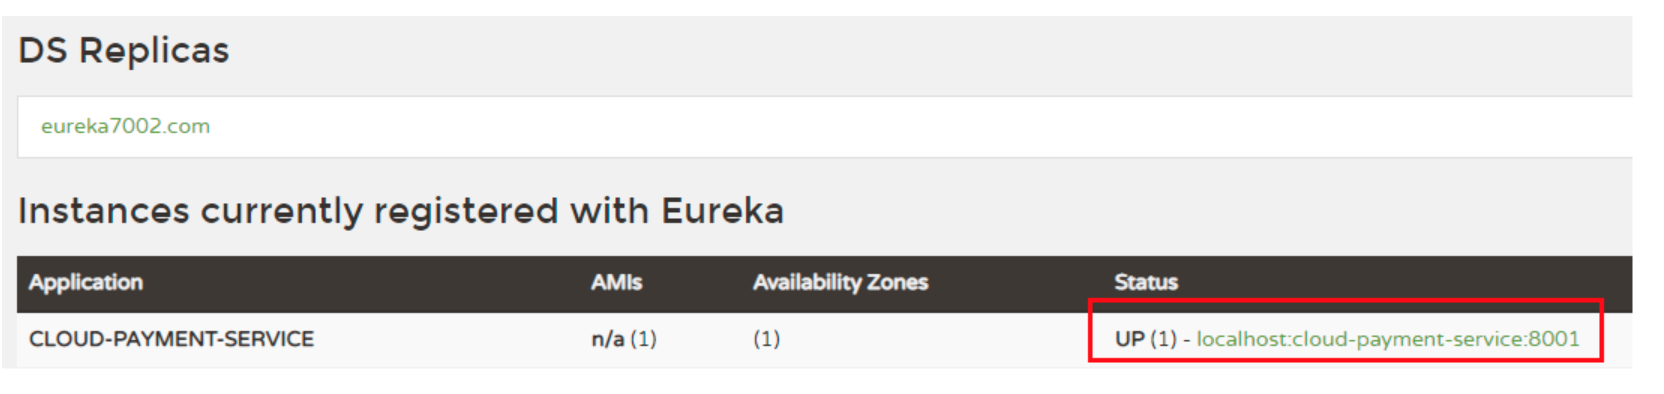 DS Replicas
eureka7002.com
Instances currently registered with Eureka
Application AMIs Availability Zones Status
CLOUD-PAYMENT-SERVICE n/a (1) (1) UP (1) - localhost:cloud-payment-service:8001